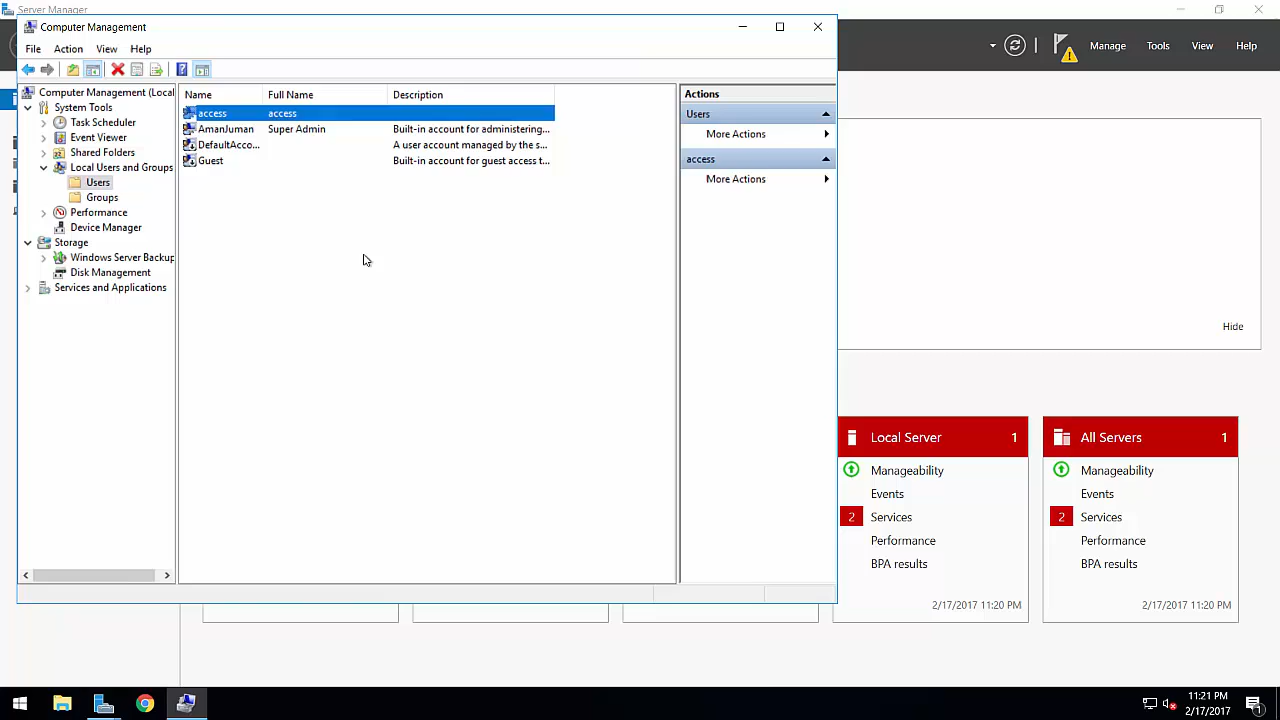 Server Manager
Computer Management
File Action View Help
Manage Tools View Help
Computer Management (Local
System Tools
Task Scheduler
Event Viewer
Shared Folders
Local Users and Groups
Users
Groups
Performance
Device Manager
Storage
Windows Server Backup
Disk Management
Services and Applications
Name Full Name Description
access access
AmanJuman Super Admin Built-in account for administering...
DefaultAcco... A user account managed by the s...
Guest Built-in account for guest access t...
Actions
Users
More Actions
access
More Actions
Hide
Local Server 1
Manageability
Events
2 Services
Performance
BPA results
2/17/2017 11:20 PM
All Servers 1
Manageability
Events
2 Services
Performance
BPA results
2/17/2017 11:20 PM
11:21 PM
2/17/2017
1